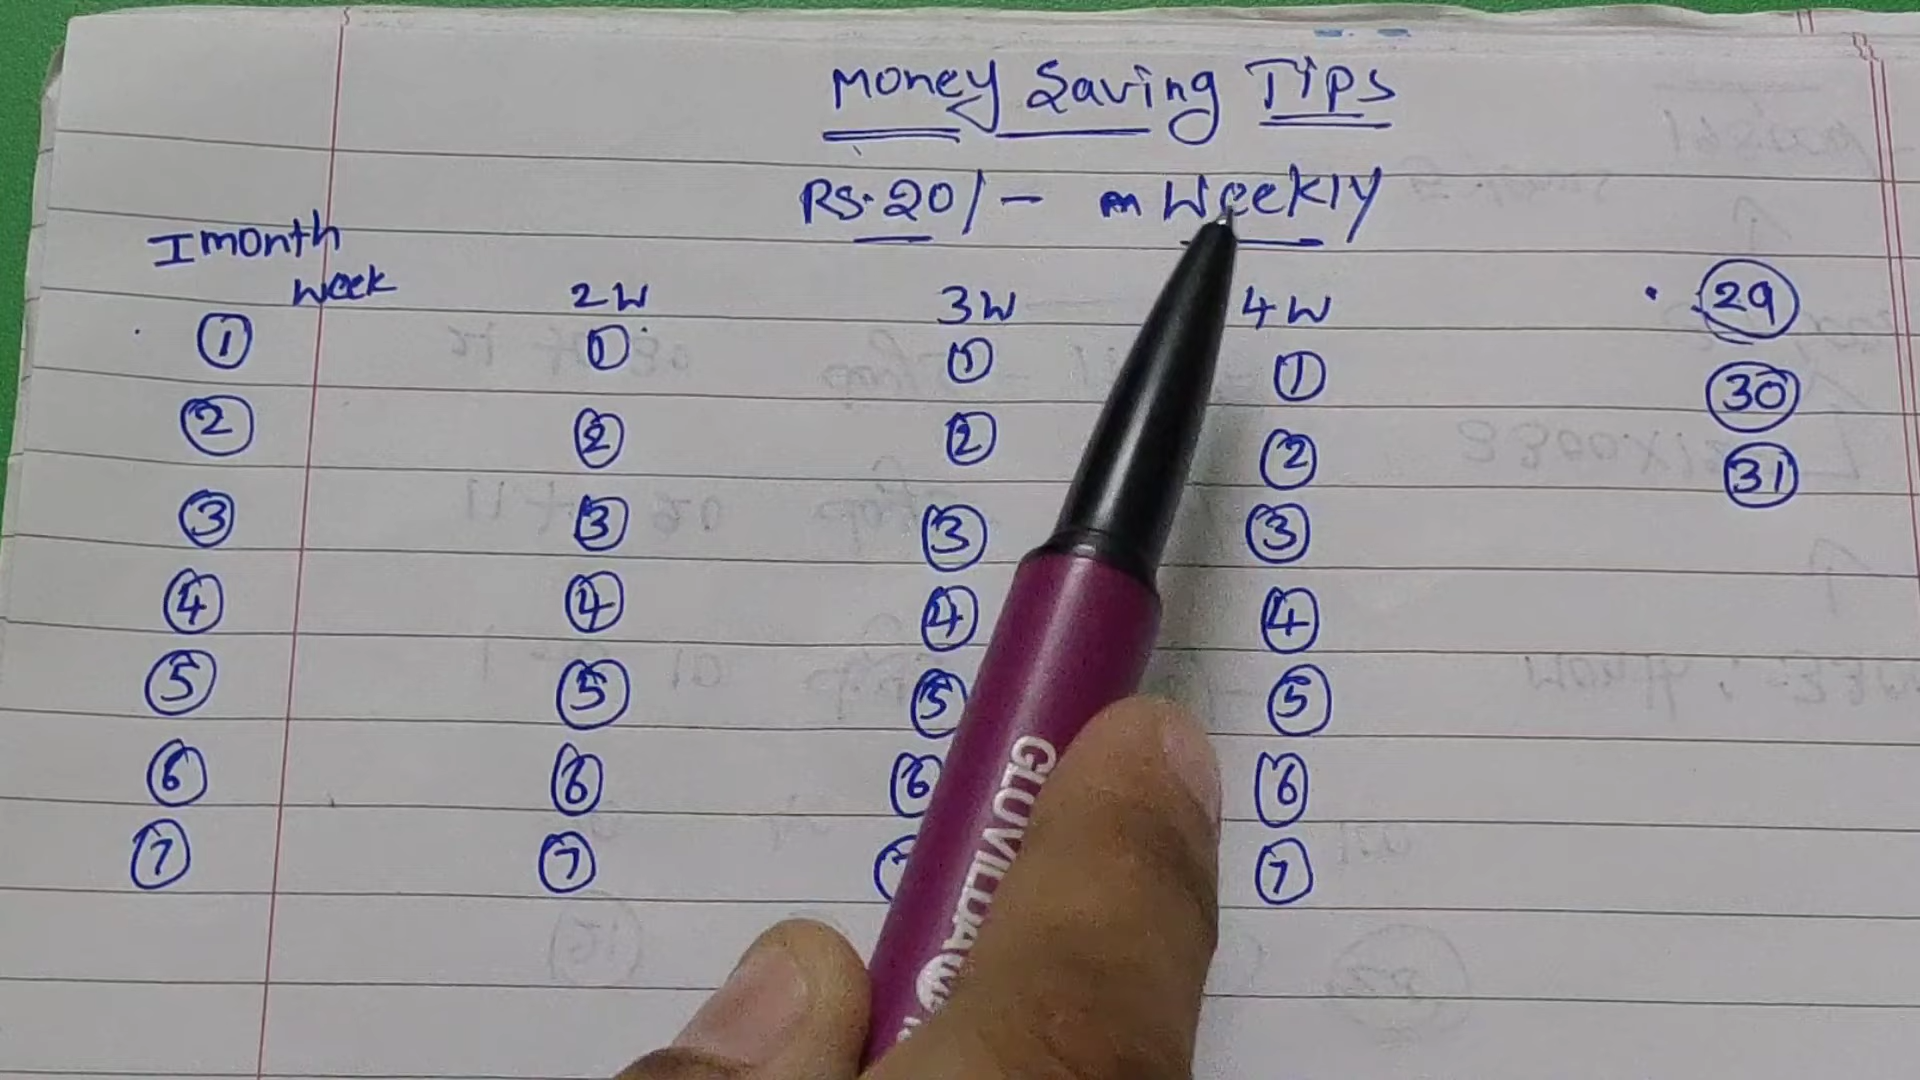 Money Saving Tips
RS. 20/- Weekly
I month
week 2W 3W 4W 29
1 1 1 1 30
2 2 2 2 31
3 3 3 3
4 4 4 4
5 5 5 5
6 6 6 6
7 7 7 7